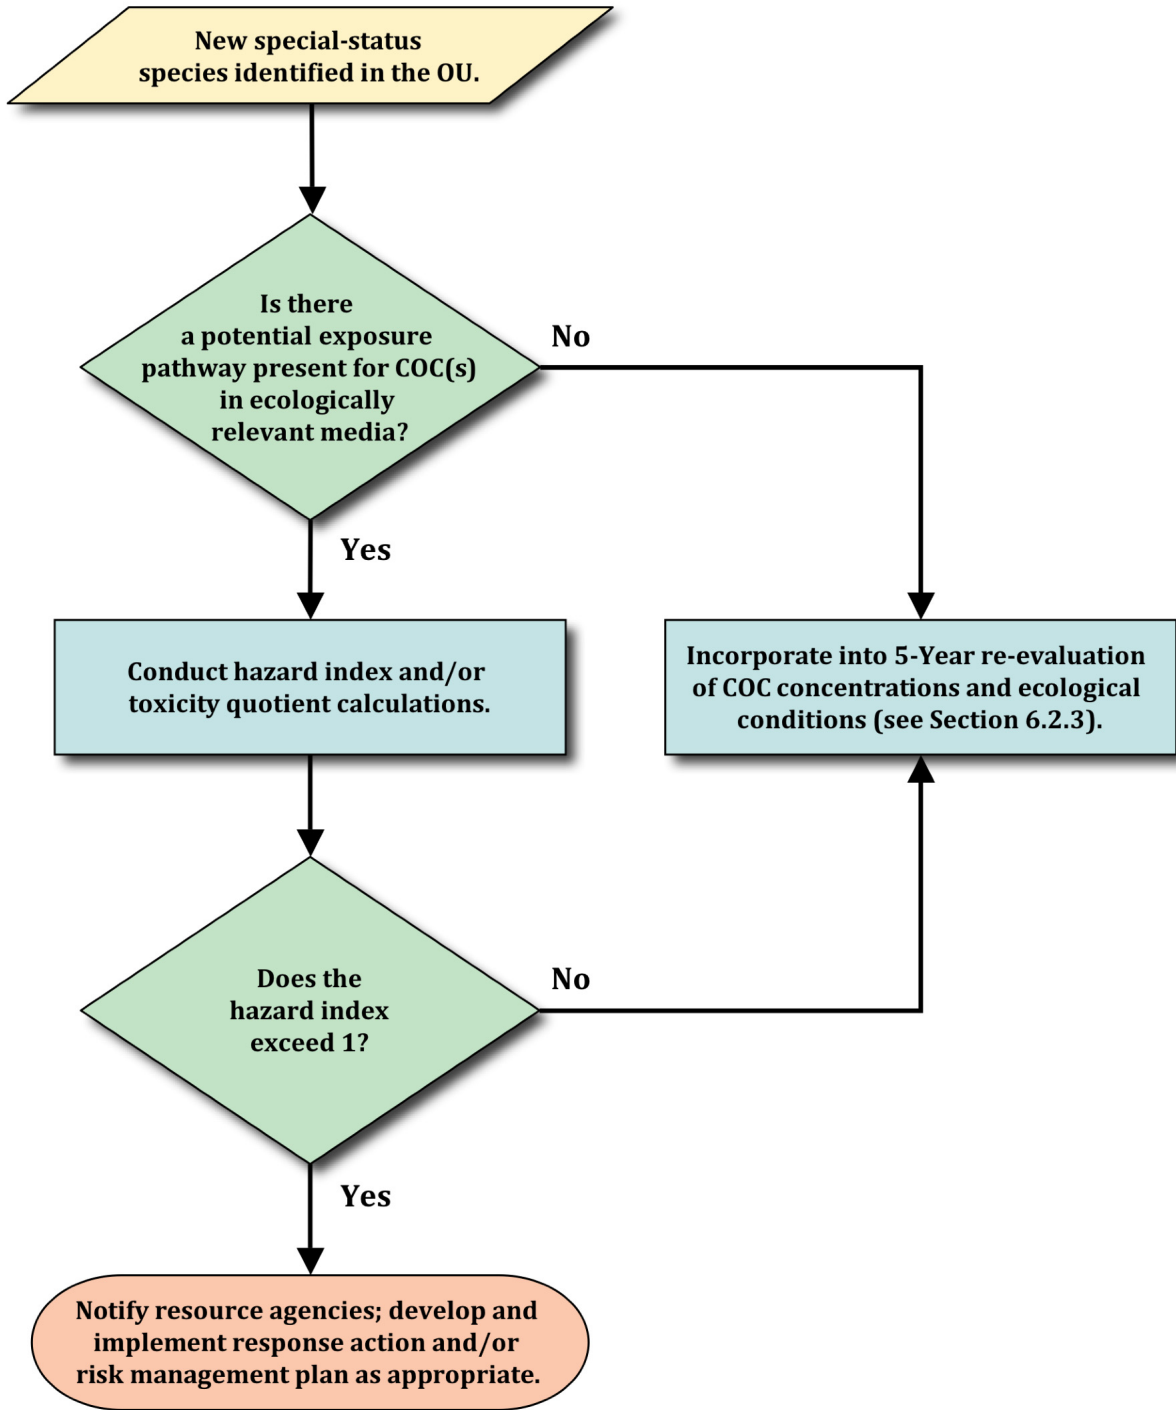 New special-status
species identified in the OU.
Is there
a potential exposure
pathway present for COC(s)
in ecologically
relevant media?
No
Yes
Conduct hazard index and/or
toxicity quotient calculations.
Incorporate into 5-Year re-evaluation
of COC concentrations and ecological
conditions (see Section 6.2.3).
Does the
hazard index
exceed 1?
No
Yes
Notify resource agencies; develop and
implement response action and/or
risk management plan as appropriate.